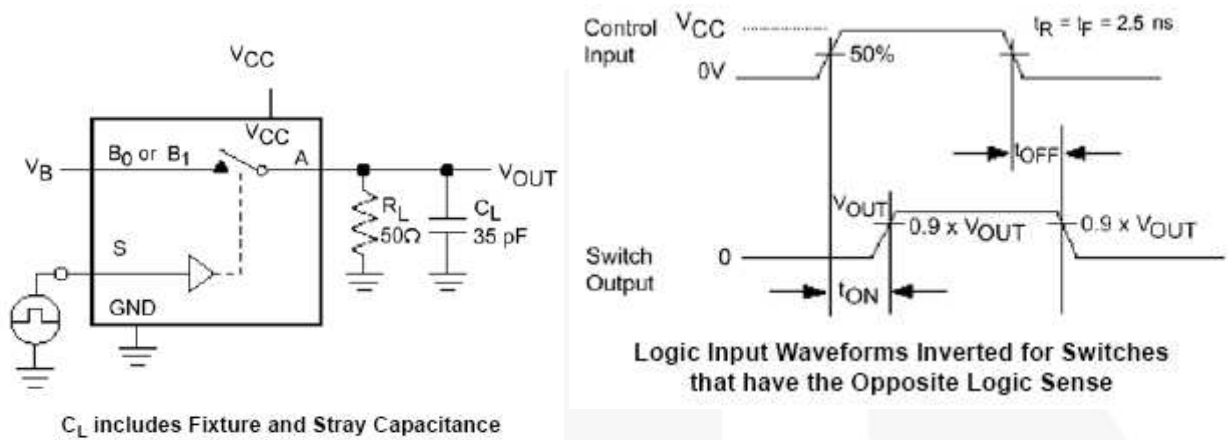 VCC
VCC
VB
B0 or B1
A
VOUT
RL
50Ω
CL
35 pF
S
GND
CL includes Fixture and Stray Capacitance
Control
Input
VCC
0V
50%
tR = tF = 2.5 ns
tOFF
VOUT
0.9 x VOUT
0.9 x VOUT
Switch
Output
0
tON
Logic Input Waveforms Inverted for Switches
that have the Opposite Logic Sense